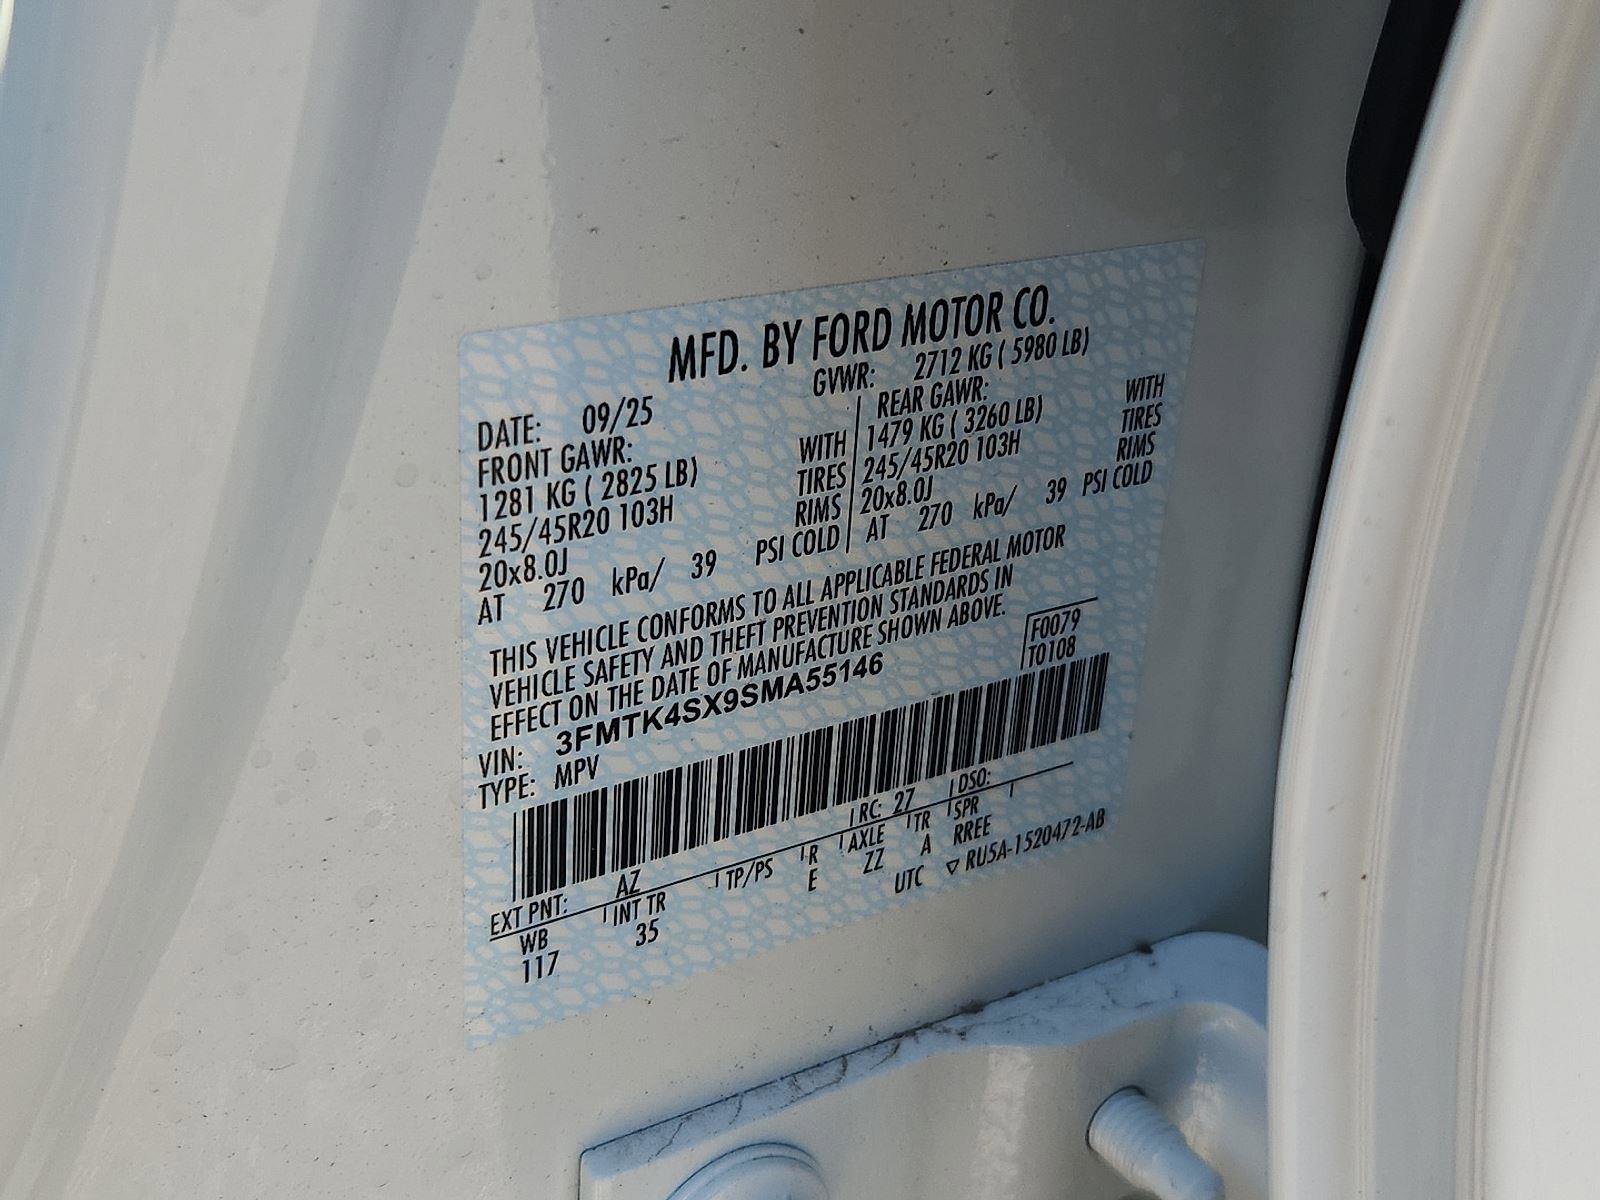 MFD. BY FORD MOTOR CO.
DATE: 09/25 GVWR: 2712 KG ( 5980 LB)
FRONT GAWR: REAR GAWR:
1281 KG ( 2825 LB) WITH 1479 KG ( 3260 LB) WITH
245/45R20 103H TIRES 245/45R20 103H TIRES
20x8.0J RIMS 20x8.0J RIMS
AT 270 kPa/ 39 PSI COLD AT 270 kPa/ 39 PSI COLD
THIS VEHICLE CONFORMS TO ALL APPLICABLE FEDERAL MOTOR
VEHICLE SAFETY AND THEFT PREVENTION STANDARDS IN
EFFECT ON THE DATE OF MANUFACTURE SHOWN ABOVE.
F0079
T0108
VIN: 3FMTK4SX9SMA55146
TYPE: MPV
EXT PNT: AZ RC: 27 DSO:
WB INT TR TP/PS R AXLE TR SPR
117 35 E ZZ A RREE
UTC ▽ RU5A-1520472-AB